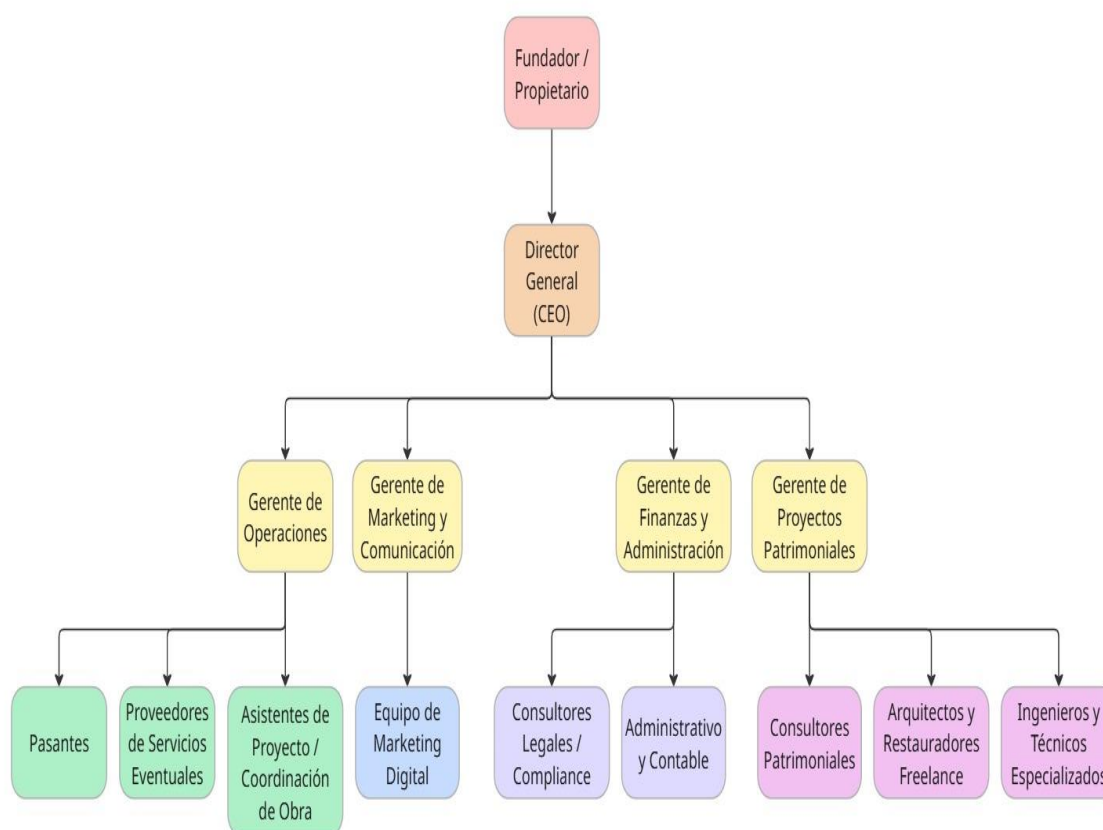 Fundador /
Propietario
Director
General
(CEO)
Gerente de
Operaciones
Gerente de
Marketing y
Comunicación
Gerente de
Finanzas y
Administración
Gerente de
Proyectos
Patrimoniales
Pasantes
Proveedores
de Servicios
Eventuales
Asistentes de
Proyecto /
Coordinación
de Obra
Equipo de
Marketing
Digital
Consultores
Legales /
Compliance
Administrativo
y Contable
Consultores
Patrimoniales
Arquitectos y
Restauradores
Freelance
Ingenieros y
Técnicos
Especializados